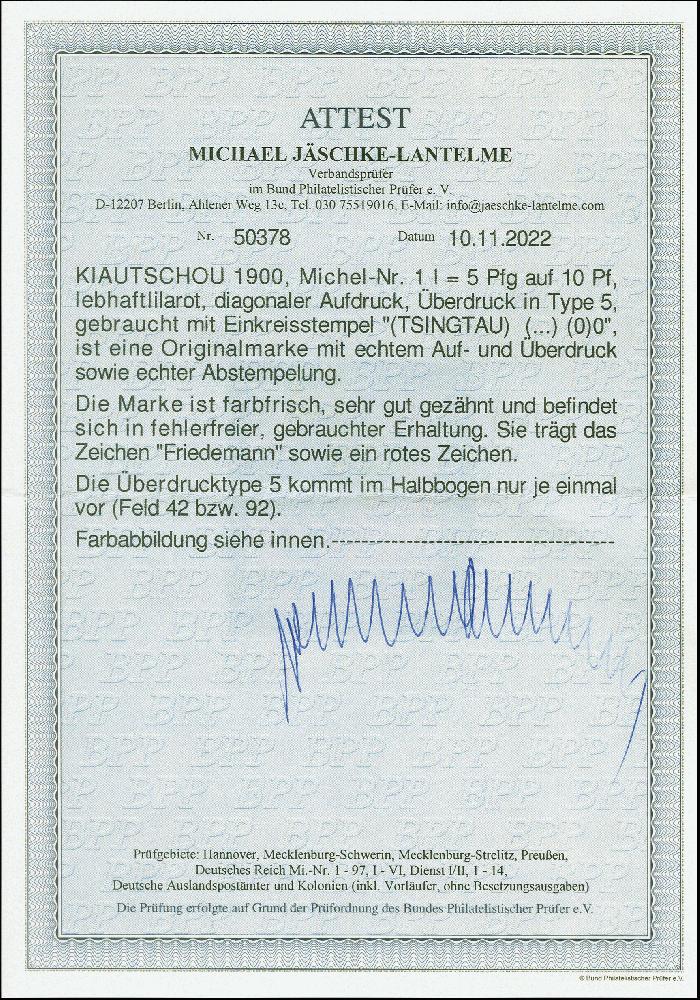 ATTEST
MICHAEL JÄSCHKE-LANTELME
Verbandsprüfer
im Bund Philatelistischer Prüfer e. V.
D-12207 Berlin, Ahlener Weg 13c, Tel. 030 75519016, E-Mail: info@jaeschke-lantelme.com
Nr. 50378 Datum 10.11.2022
KIAUTSCHOU 1900, Michel-Nr. 1 I = 5 Pfg auf 10 Pf,
lebhaftlilarot, diagonaler Aufdruck, Überdruck in Type 5,
gebraucht mit Einkreisstempel "(TSINGTAU) (...) (0)0",
ist eine Originalmarke mit echtem Auf- und Überdruck
sowie echter Abstempelung.
Die Marke ist farbfrisch, sehr gut gezähnt und befindet
sich in fehlerfreier, gebrauchter Erhaltung. Sie trägt das
Zeichen "Friedemann" sowie ein rotes Zeichen.
Die Überdrucktype 5 kommt im Halbbogen nur je einmal
vor (Feld 42 bzw. 92).
Farbabbildung siehe innen.------------------------------------
Prüfgebiete: Hannover, Mecklenburg-Schwerin, Mecklenburg-Strelitz, Preußen,
Deutsches Reich Mi.-Nr. 1 - 97, I - VI, Dienst I/II, 1 - 14,
Deutsche Auslandspostämter und Kolonien (inkl. Vorläufer, ohne Besetzungsausgaben)
Die Prüfung erfolgte auf Grund der Prüfordnung des Bundes Philatelistischer Prüfer e.V.
© Bund Philatelistischer Prüfer e.V.